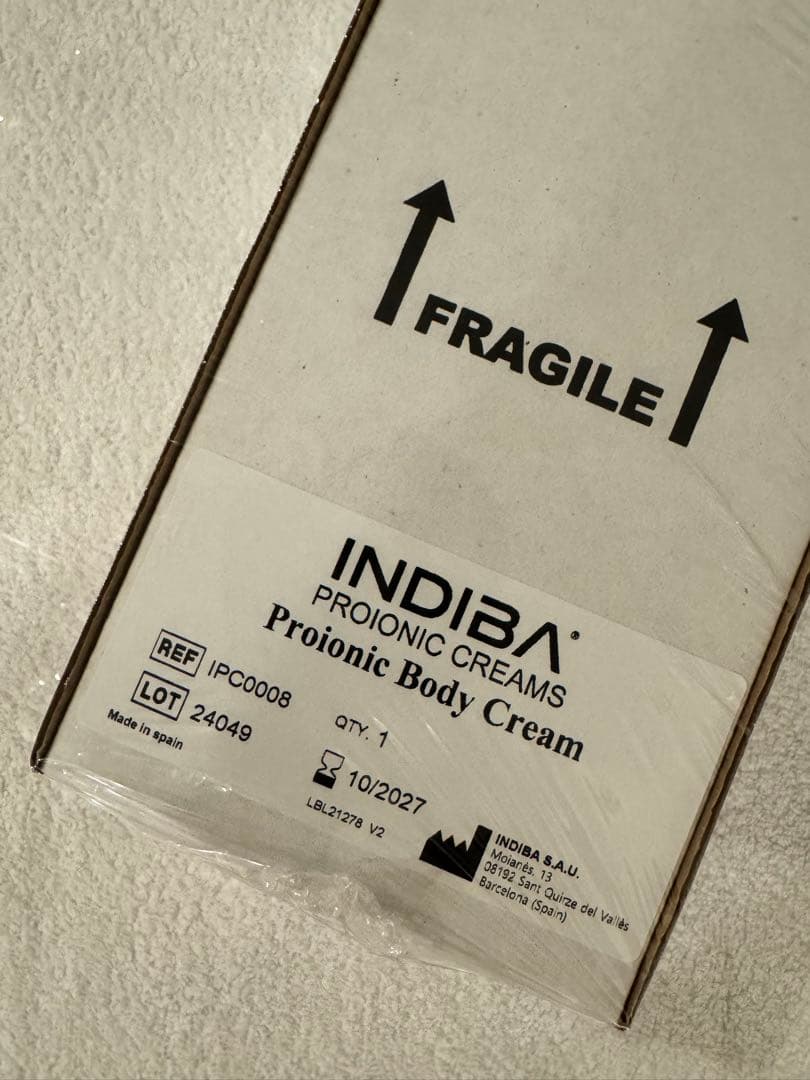 FRAGILE
INDIBA®
PROIONIC CREAMS
Proionic Body Cream
REF IPC0008
LOT 24049
Made in spain
QTY. 1
10/2027
LBL21278 V2
INDIBA S.A.U.
Moianès, 13
08192 Sant Quirze del Vallès
Barcelona (Spain)